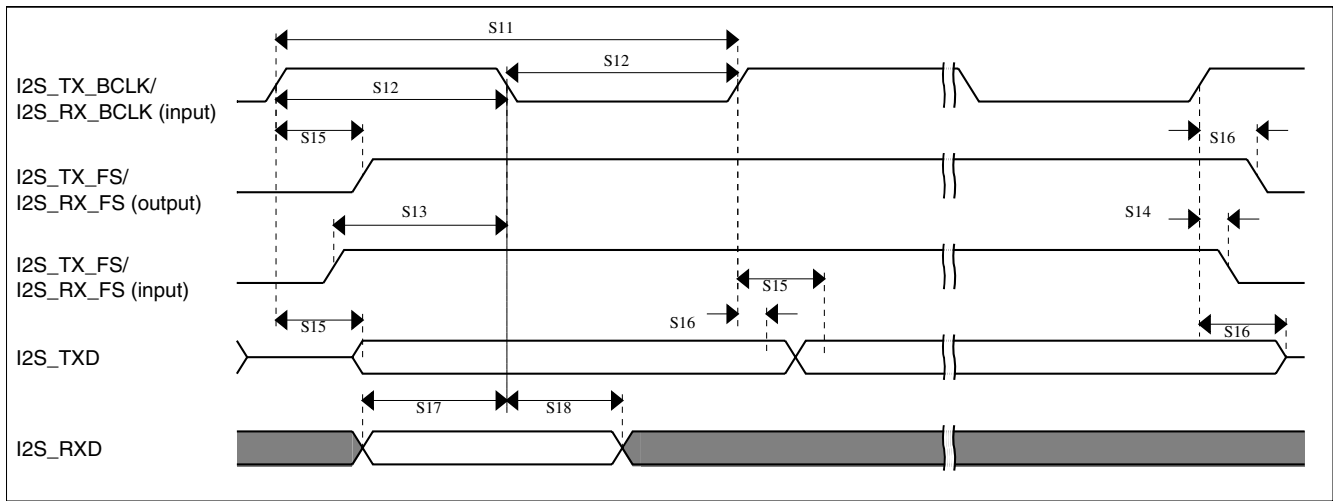 S11
S12
I2S_TX_BCLK/
I2S_RX_BCLK (input)
S12
S15
S16
I2S_TX_FS/
I2S_RX_FS (output)
S13
S14
I2S_TX_FS/
I2S_RX_FS (input)
S15
S15
S16
S16
I2S_TXD
S17
S18
I2S_RXD